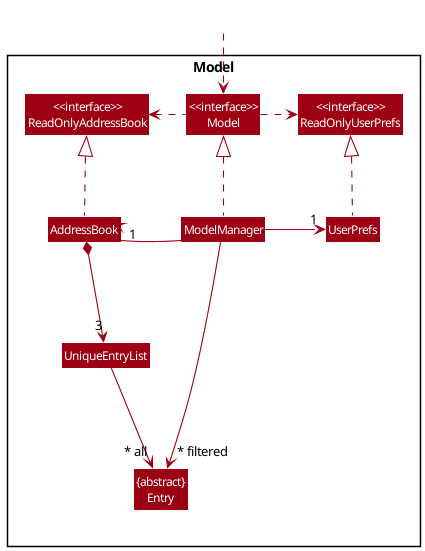 Model
<<interface>>
ReadOnlyAddressBook
<<interface>>
Model
<<interface>>
ReadOnlyUserPrefs
AddressBook
1
ModelManager
1
UserPrefs
3
UniqueEntryList
* all
* filtered
{abstract}
Entry